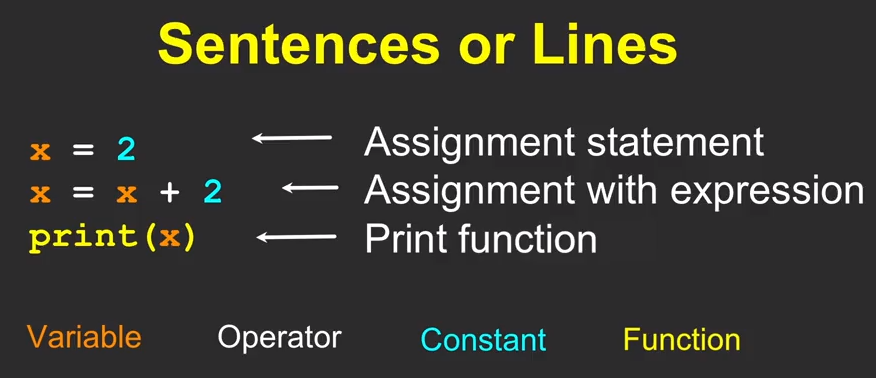 Sentences or Lines
x = 2 Assignment statement
x = x + 2 Assignment with expression
print(x) Print function
Variable Operator Constant Function